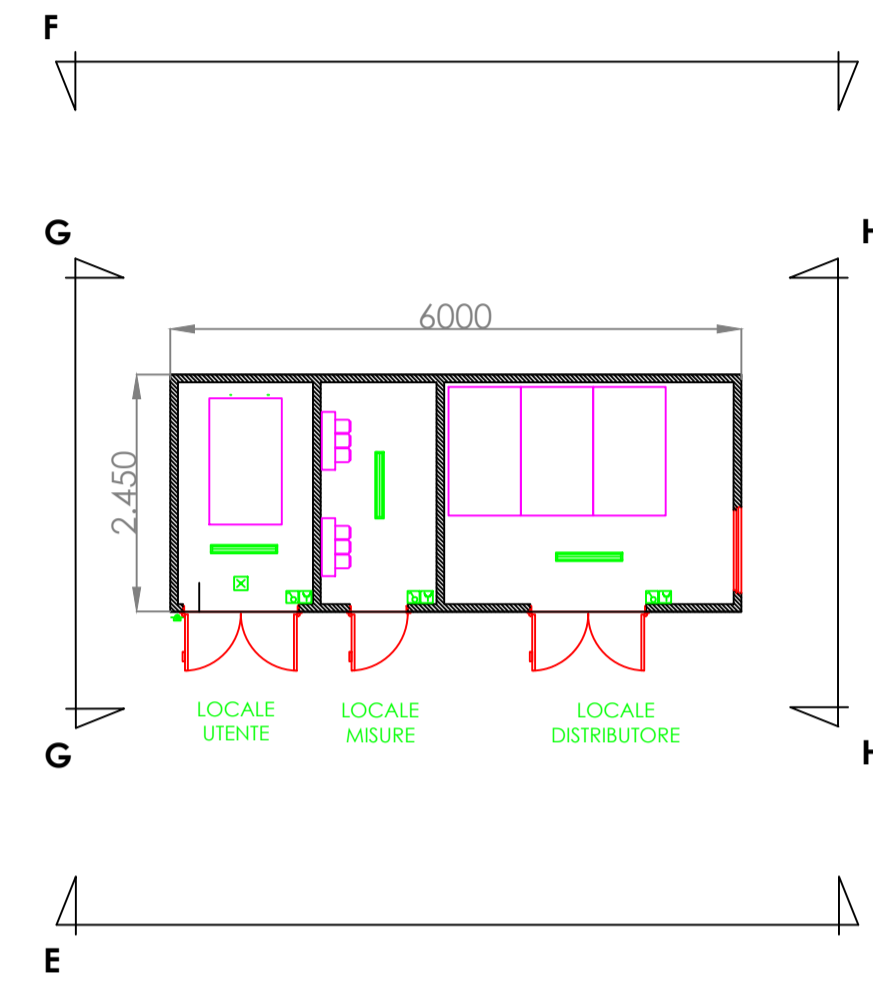 F
G H
6000
2.450
LOCALE UTENTE
LOCALE MISURE
LOCALE DISTRIBUTORE
G H
E